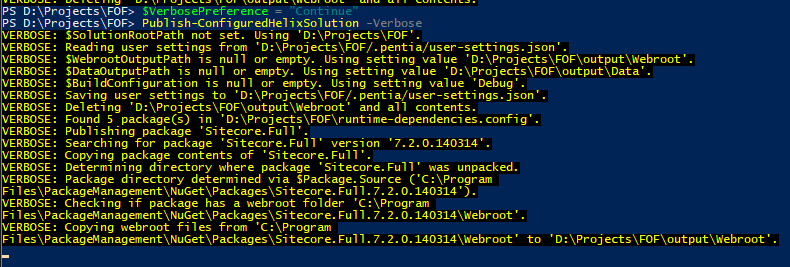 VERBOSE: Deleting 'D:\Projects\FOF\output\Webroot' and all contents.
PS D:\Projects\FOF> $VerbosePreference = "Continue"
PS D:\Projects\FOF> Publish-ConfiguredHelixSolution -Verbose
VERBOSE: $SolutionRootPath not set. Using 'D:\Projects\FOF'.
VERBOSE: Reading user settings from 'D:\Projects\FOF/.pentia/user-settings.json'.
VERBOSE: $WebrootOutputPath is null or empty. Using setting value 'D:\Projects\FOF\output\Webroot'.
VERBOSE: $DataOutputPath is null or empty. Using setting value 'D:\Projects\FOF\output\Data'.
VERBOSE: $BuildConfiguration is null or empty. Using setting value 'Debug'.
VERBOSE: Saving user settings to 'D:\Projects\FOF/.pentia/user-settings.json'.
VERBOSE: Deleting 'D:\Projects\FOF\output\Webroot' and all contents.
VERBOSE: Found 5 package(s) in 'D:\Projects\FOF\runtime-dependencies.config'.
VERBOSE: Publishing package 'Sitecore.Full'.
VERBOSE: Searching for package 'Sitecore.Full' version '7.2.0.140314'.
VERBOSE: Copying package contents of 'Sitecore.Full'.
VERBOSE: Determining directory where package 'Sitecore.Full' was unpacked.
VERBOSE: Package directory determined via $Package.Source ('C:\Program
Files\PackageManagement\NuGet\Packages\Sitecore.Full.7.2.0.140314').
VERBOSE: Checking if package has a webroot folder 'C:\Program
Files\PackageManagement\NuGet\Packages\Sitecore.Full.7.2.0.140314\Webroot'.
VERBOSE: Copying webroot files from 'C:\Program
Files\PackageManagement\NuGet\Packages\Sitecore.Full.7.2.0.140314\Webroot' to 'D:\Projects\FOF\output\Webroot'.